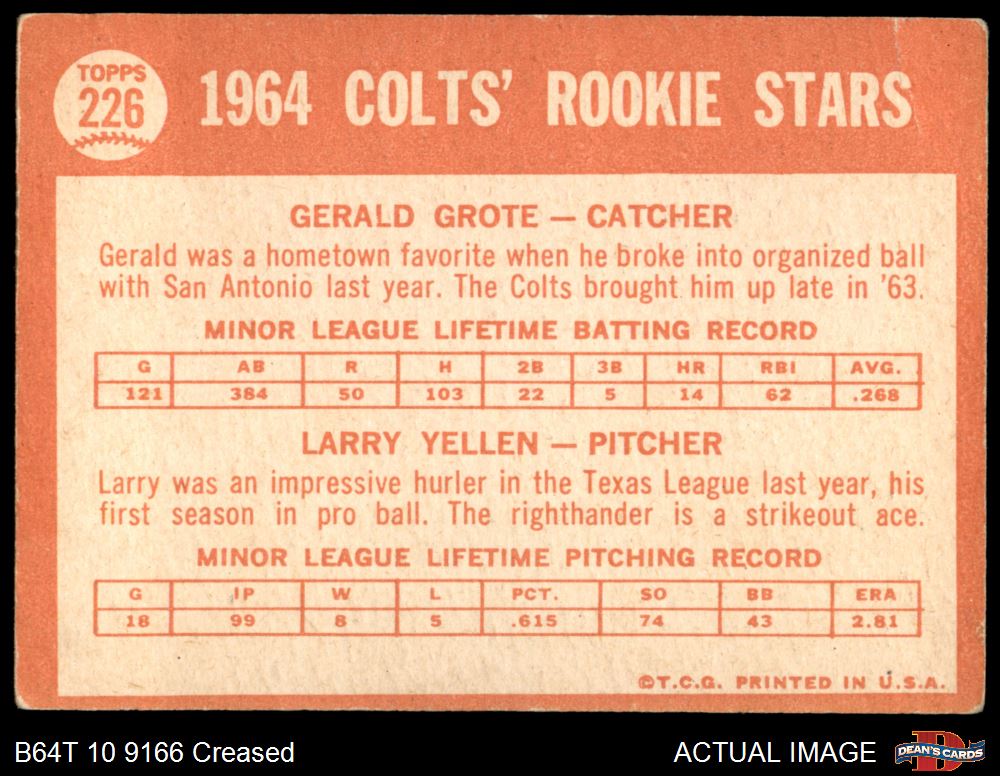 TOPPS
226
1964 COLTS' ROOKIE STARS
GERALD GROTE — CATCHER
Gerald was a hometown favorite when he broke into organized ball
with San Antonio last year. The Colts brought him up late in '63.
MINOR LEAGUE LIFETIME BATTING RECORD
G AB R H 2B 3B HR RBI AVG.
121 384 50 103 22 5 14 62 .268
LARRY YELLEN — PITCHER
Larry was an impressive hurler in the Texas League last year, his
first season in pro ball. The righthander is a strikeout ace.
MINOR LEAGUE LIFETIME PITCHING RECORD
G IP W L PCT. SO BB ERA
18 99 8 5 .615 74 43 2.81
©T.C.G. PRINTED IN U.S.A.
B64T 10 9166 Creased
ACTUAL IMAGE
D
DEAN'S CARDS